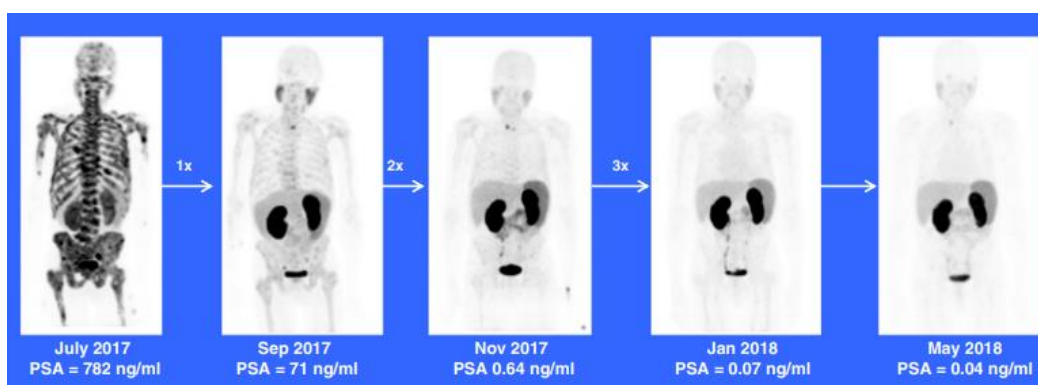 1x
2x
3x
July 2017
PSA = 782 ng/ml
Sep 2017
PSA = 71 ng/ml
Nov 2017
PSA 0.64 ng/ml
Jan 2018
PSA = 0.07 ng/ml
May 2018
PSA = 0.04 ng/ml